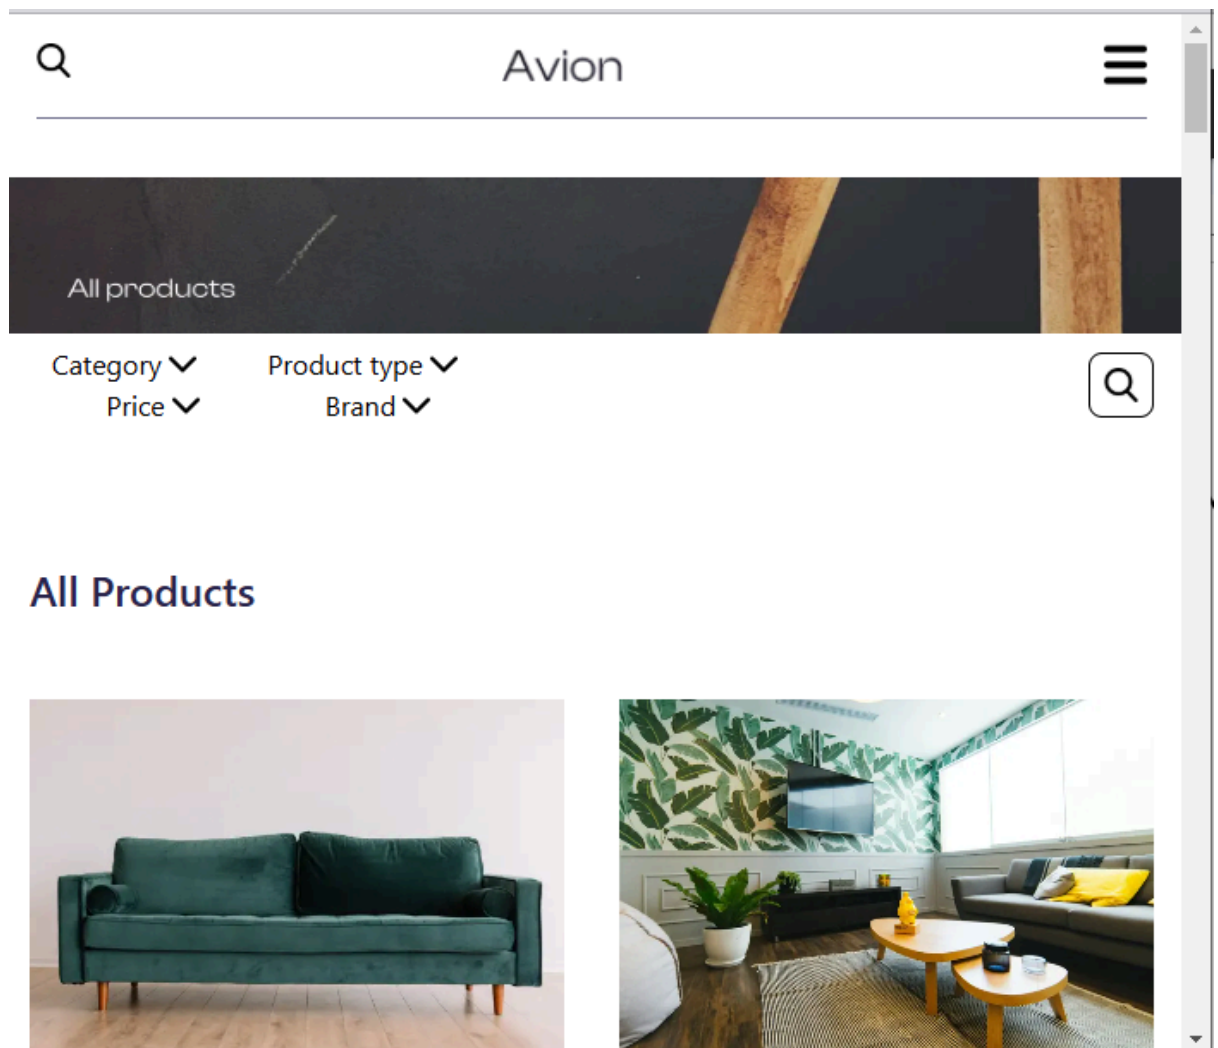 Avion
All products
Category Product type
Price Brand
All Products